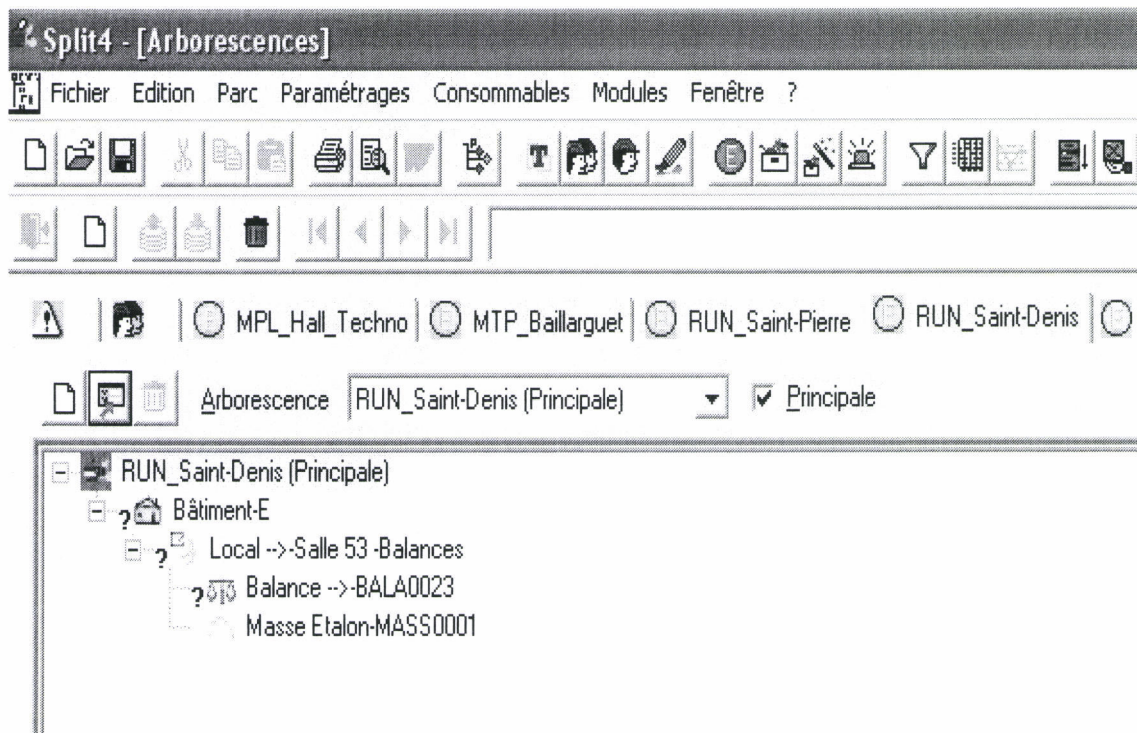 Split4 - [Arborescences]
Fichier Edition Parc Paramétrages Consommables Modules Fenêtre ?
MPL_Hall_Techno MTP_Baillarguet RUN_Saint-Pierre RUN_Saint-Denis
Arborescence RUN_Saint-Denis (Principale) Principale
RUN_Saint-Denis (Principale)
Bâtiment-E
Local -->-Salle 53 -Balances
Balance -->-BALA0023
Masse Etalon-MASS0001